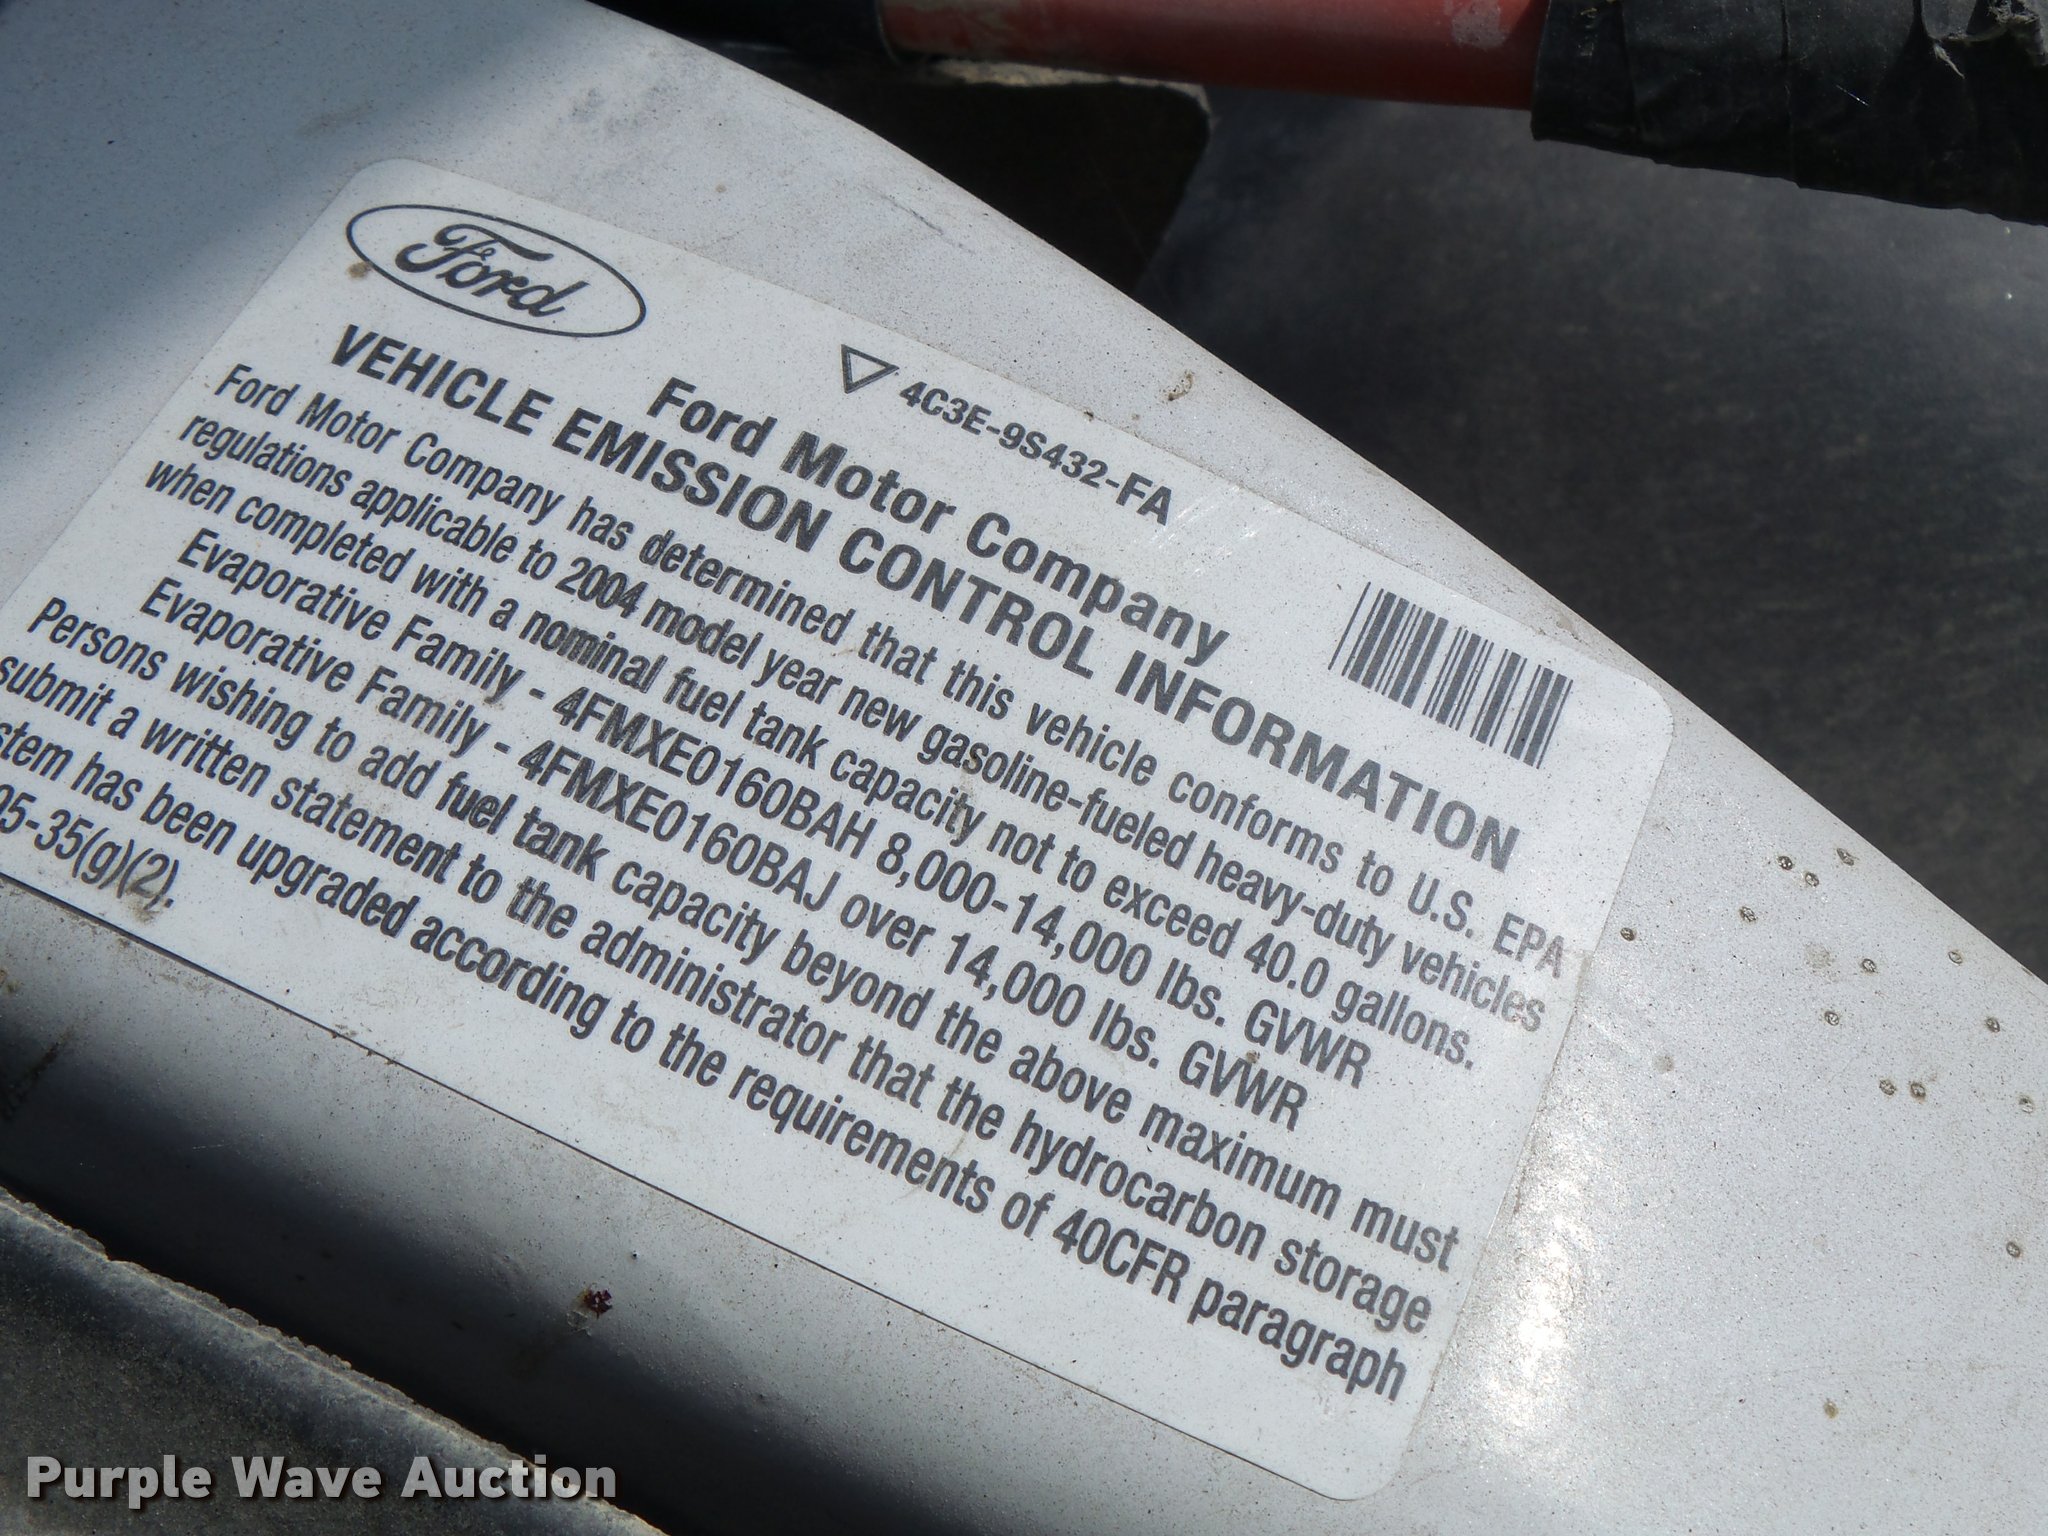 Ford
4C3E-9S432-FA
Ford Motor Company
VEHICLE EMISSION CONTROL INFORMATION
Ford Motor Company has determined that this vehicle conforms to U.S. EPA
regulations applicable to 2004 model year new gasoline-fueled heavy-duty vehicles
when completed with a nominal fuel tank capacity not to exceed 40.0 gallons.
Evaporative Family - 4FMXE0160BAH 8,000-14,000 lbs. GVWR
Evaporative Family - 4FMXE0160BAJ over 14,000 lbs. GVWR
Persons wishing to add fuel tank capacity beyond the above maximum must
submit a written statement to the administrator that the hydrocarbon storage
stem has been upgraded according to the requirements of 40CFR paragraph
05-35(g)(2).
Purple Wave Auction